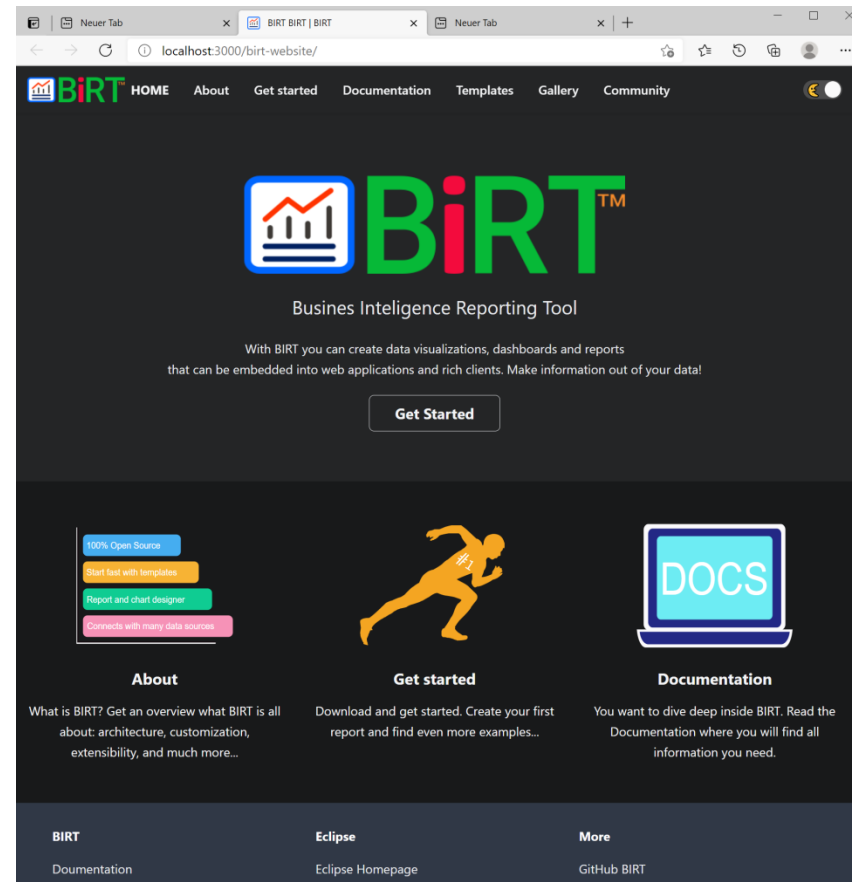 Neuer Tab
BIRT BIRT | BIRT
Neuer Tab
localhost:3000/birt-website/
BiRT™ HOME About Get started Documentation Templates Gallery Community
BiRT™
Busines Inteligence Reporting Tool
With BIRT you can create data visualizations, dashboards and reports
that can be embedded into web applications and rich clients. Make information out of your data!
Get Started
100% Open Source
Start fast with templates
Report and chart designer
Connects with many data sources
#1
DOCS
About
What is BIRT? Get an overview what BIRT is all
about: architecture, customization,
extensibility, and much more...
Get started
Download and get started. Create your first
report and find even more examples...
Documentation
You want to dive deep inside BIRT. Read the
Documentation where you will find all
information you need.
BIRT
Doumentation
Eclipse
Eclipse Homepage
More
GitHub BIRT